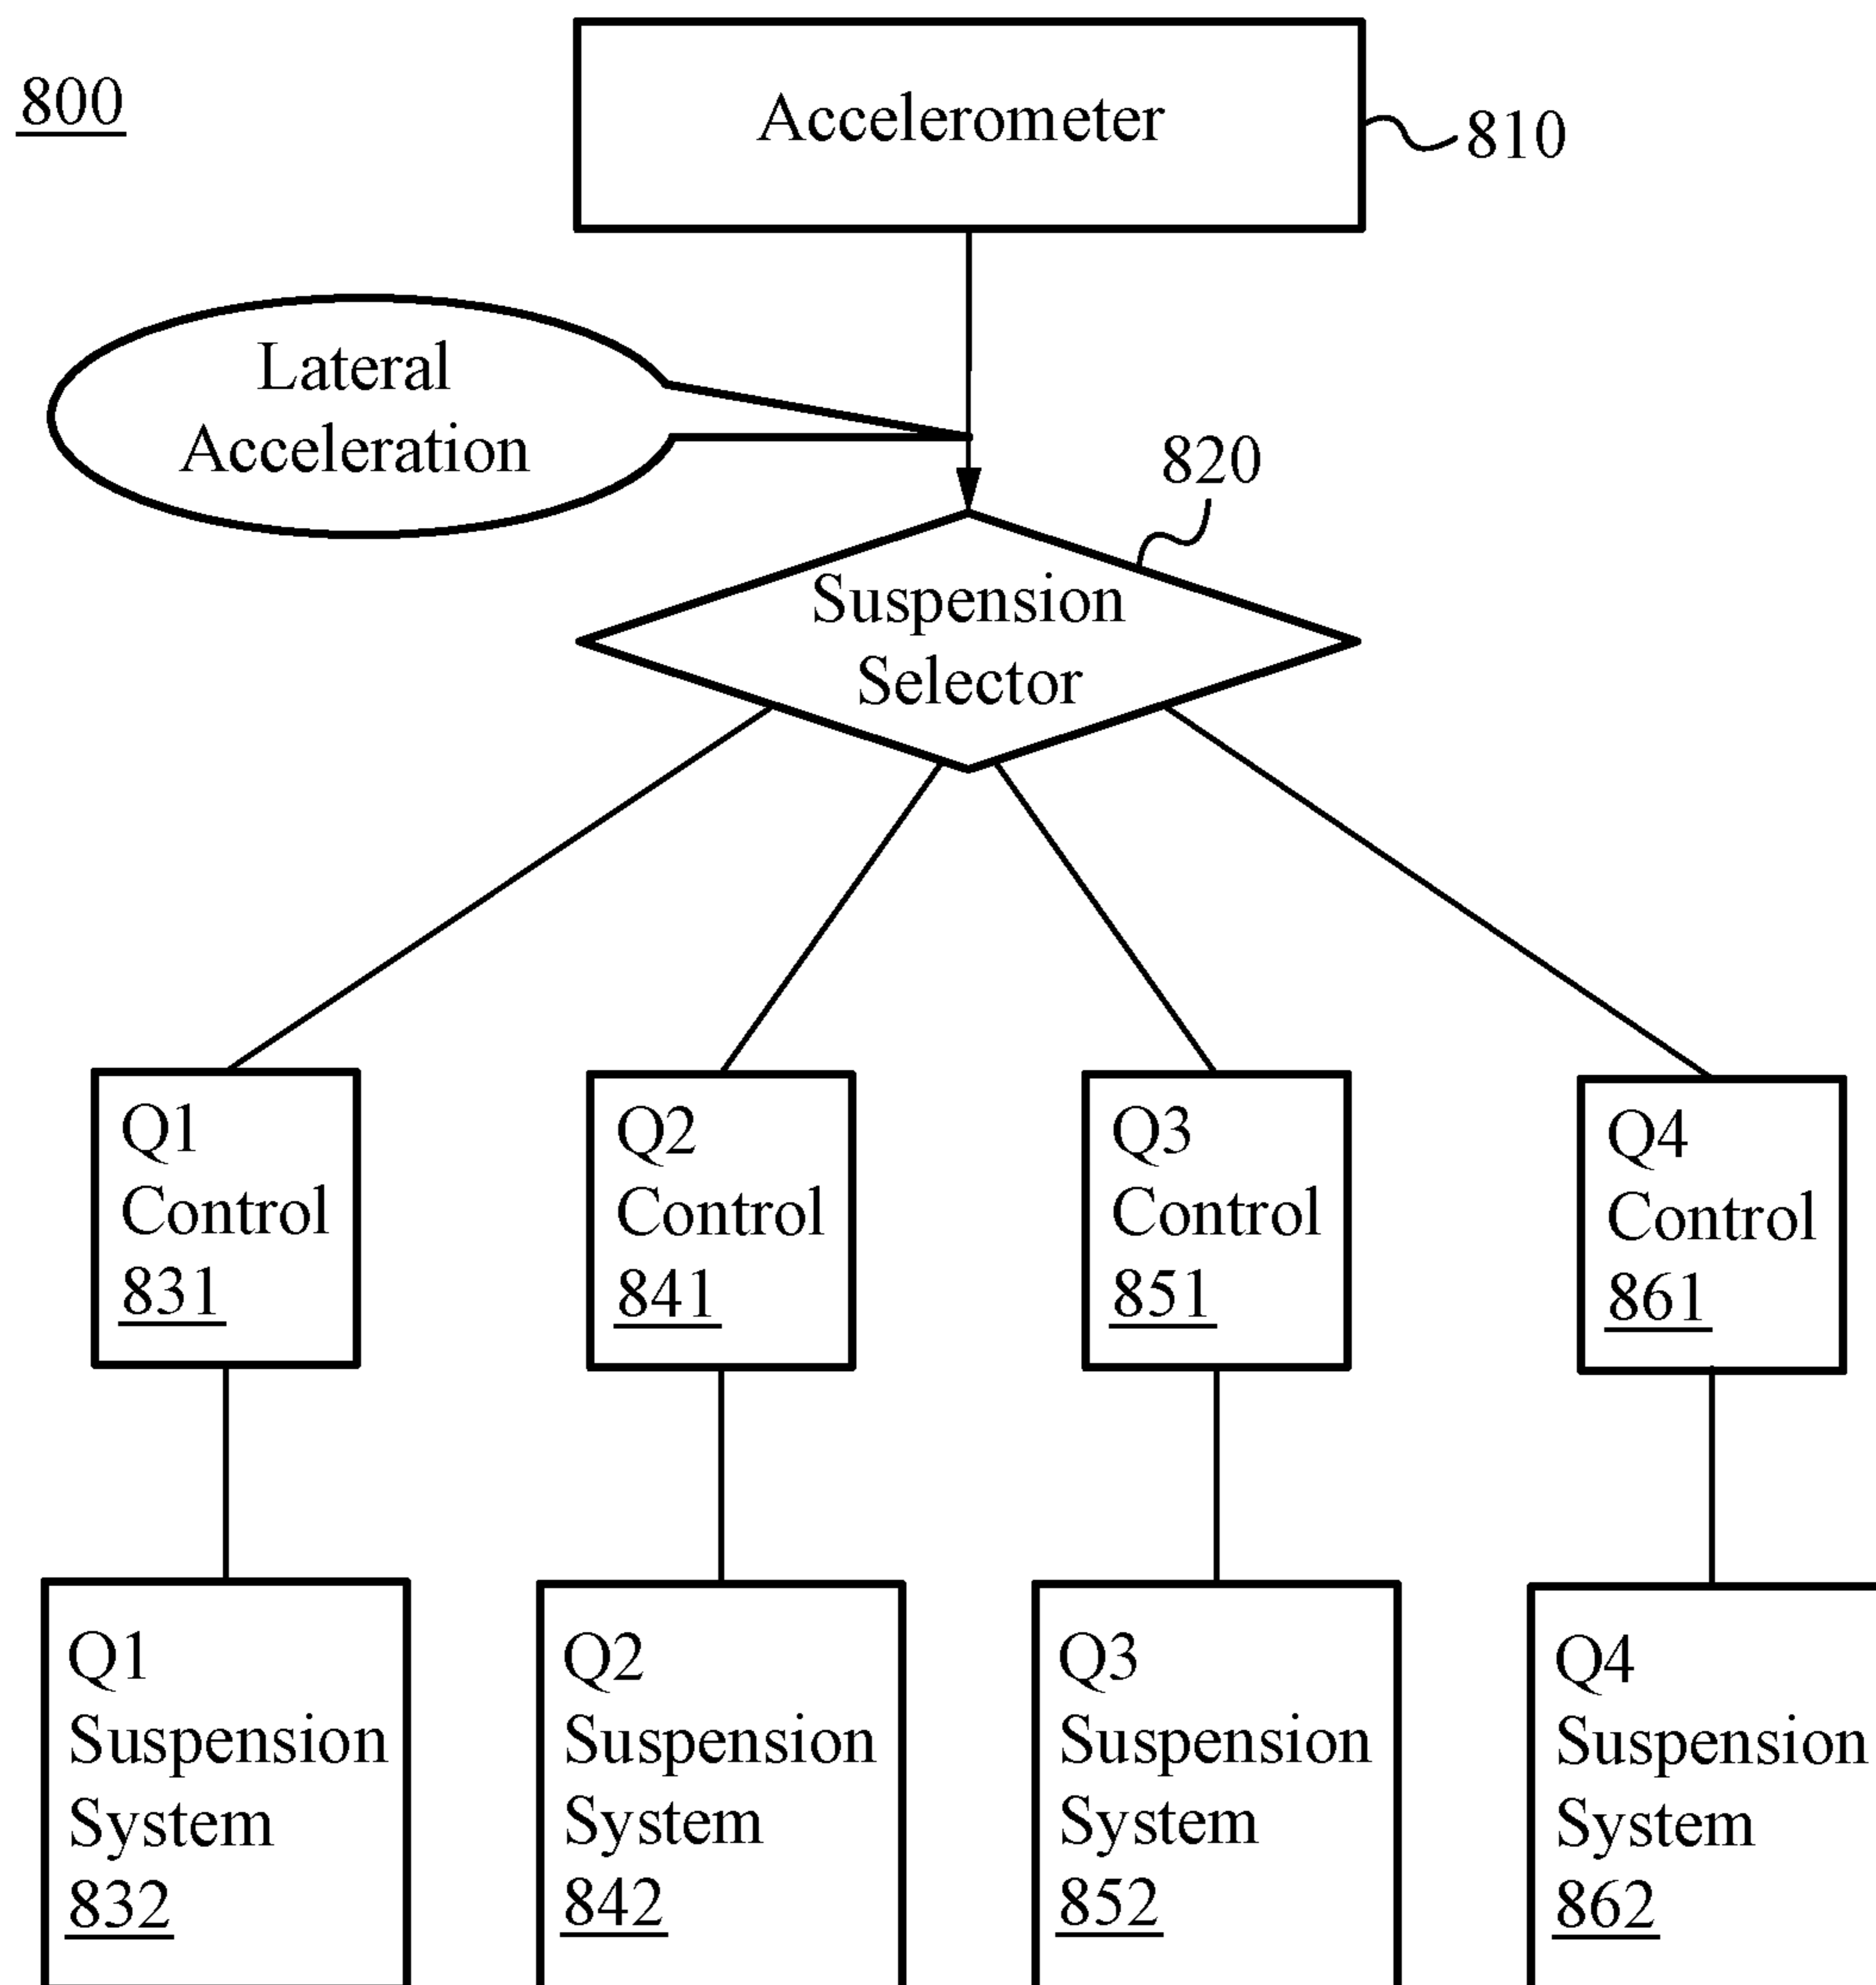 800
Accelerometer
810
Lateral
Acceleration
820
Suspension
Selector
Q1
Control
831
Q2
Control
841
Q3
Control
851
Q4
Control
861
Q1
Suspension
System
832
Q2
Suspension
System
842
Q3
Suspension
System
852
Q4
Suspension
System
862